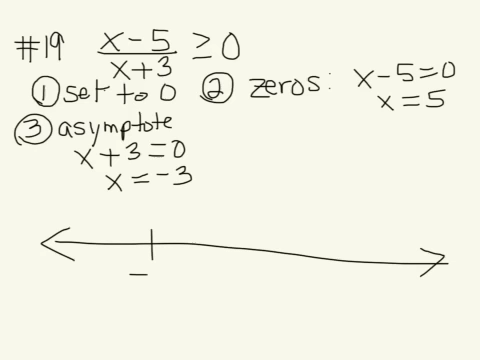 #19 x-5/x+3 ≥ 0
① set to 0 ② zeros: x-5=0
x=5
③ asymptote
x+3=0
x=-3
-